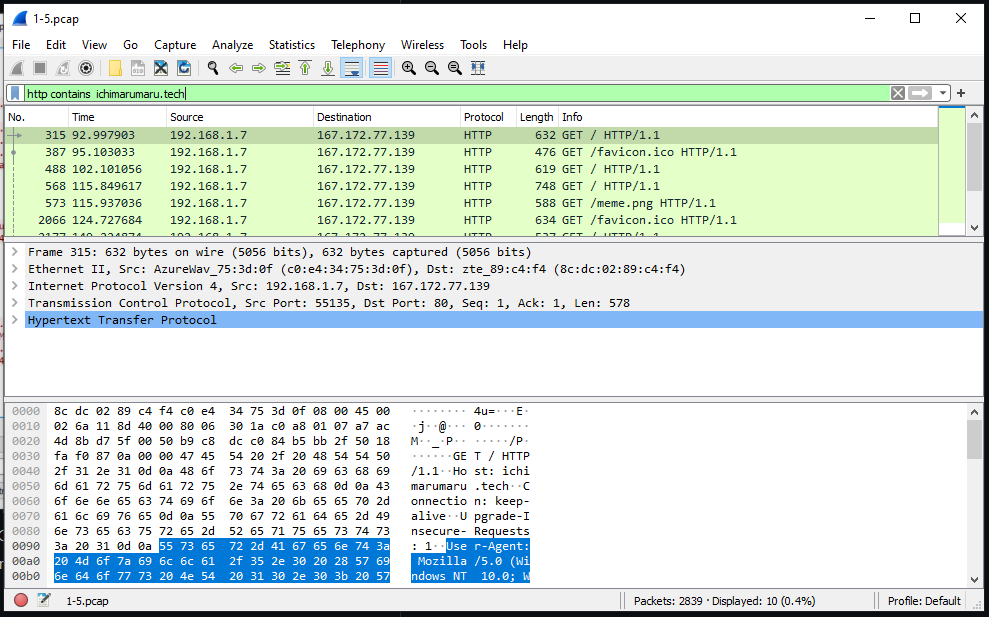 1-5.pcap
File Edit View Go Capture Analyze Statistics Telephony Wireless Tools Help
http contains ichimarumaru.tech
No. Time Source Destination Protocol Length Info
315 92.997903 192.168.1.7 167.172.77.139 HTTP 632 GET / HTTP/1.1
387 95.103033 192.168.1.7 167.172.77.139 HTTP 476 GET /favicon.ico HTTP/1.1
488 102.101056 192.168.1.7 167.172.77.139 HTTP 619 GET / HTTP/1.1
568 115.849617 192.168.1.7 167.172.77.139 HTTP 748 GET / HTTP/1.1
573 115.937036 192.168.1.7 167.172.77.139 HTTP 588 GET /meme.png HTTP/1.1
2066 124.727684 192.168.1.7 167.172.77.139 HTTP 634 GET /favicon.ico HTTP/1.1
Frame 315: 632 bytes on wire (5056 bits), 632 bytes captured (5056 bits)
Ethernet II, Src: AzureWav_75:3d:0f (c0:e4:34:75:3d:0f), Dst: zte_89:c4:f4 (8c:dc:02:89:c4:f4)
Internet Protocol Version 4, Src: 192.168.1.7, Dst: 167.172.77.139
Transmission Control Protocol, Src Port: 55135, Dst Port: 80, Seq: 1, Ack: 1, Len: 578
Hypertext Transfer Protocol
0000 8c dc 02 89 c4 f4 c0 e4 34 75 3d 0f 08 00 45 00 ········ 4u=···E·
0010 02 6a 11 8d 40 00 80 06 30 1a c0 a8 01 07 a7 ac ·j··@··· 0·······
0020 4d 8b d7 5f 00 50 b9 c8 dc c0 84 b5 bb 2f 50 18 M··_·P·· ·····/P·
0030 fa f0 87 0a 00 00 47 45 54 20 2f 20 48 54 54 50 ······GE T / HTTP
0040 2f 31 2e 31 0d 0a 48 6f 73 74 3a 20 69 63 68 69 /1.1··Ho st: ichi
0050 6d 61 72 75 6d 61 72 75 2e 74 65 63 68 0d 0a 43 marumaru .tech··C
0060 6f 6e 6e 65 63 74 69 6f 6e 3a 20 6b 65 65 70 2d onnectio n: keep-
0070 61 6c 69 76 65 0d 0a 55 70 67 72 61 64 65 2d 49 alive··U pgrade-I
0080 6e 73 65 63 75 72 65 2d 52 65 71 75 65 73 74 73 nsecure- Requests
0090 3a 20 31 0d 0a 55 73 65 72 2d 41 67 65 6e 74 3a : 1··Use r-Agent:
00a0 20 4d 6f 7a 69 6c 6c 61 2f 35 2e 30 20 28 57 69 Mozilla /5.0 (Wi
00b0 6e 64 6f 77 73 20 4e 54 20 31 30 2e 30 3b 20 57 ndows NT 10.0; W
1-5.pcap Packets: 2839 · Displayed: 10 (0.4%) Profile: Default